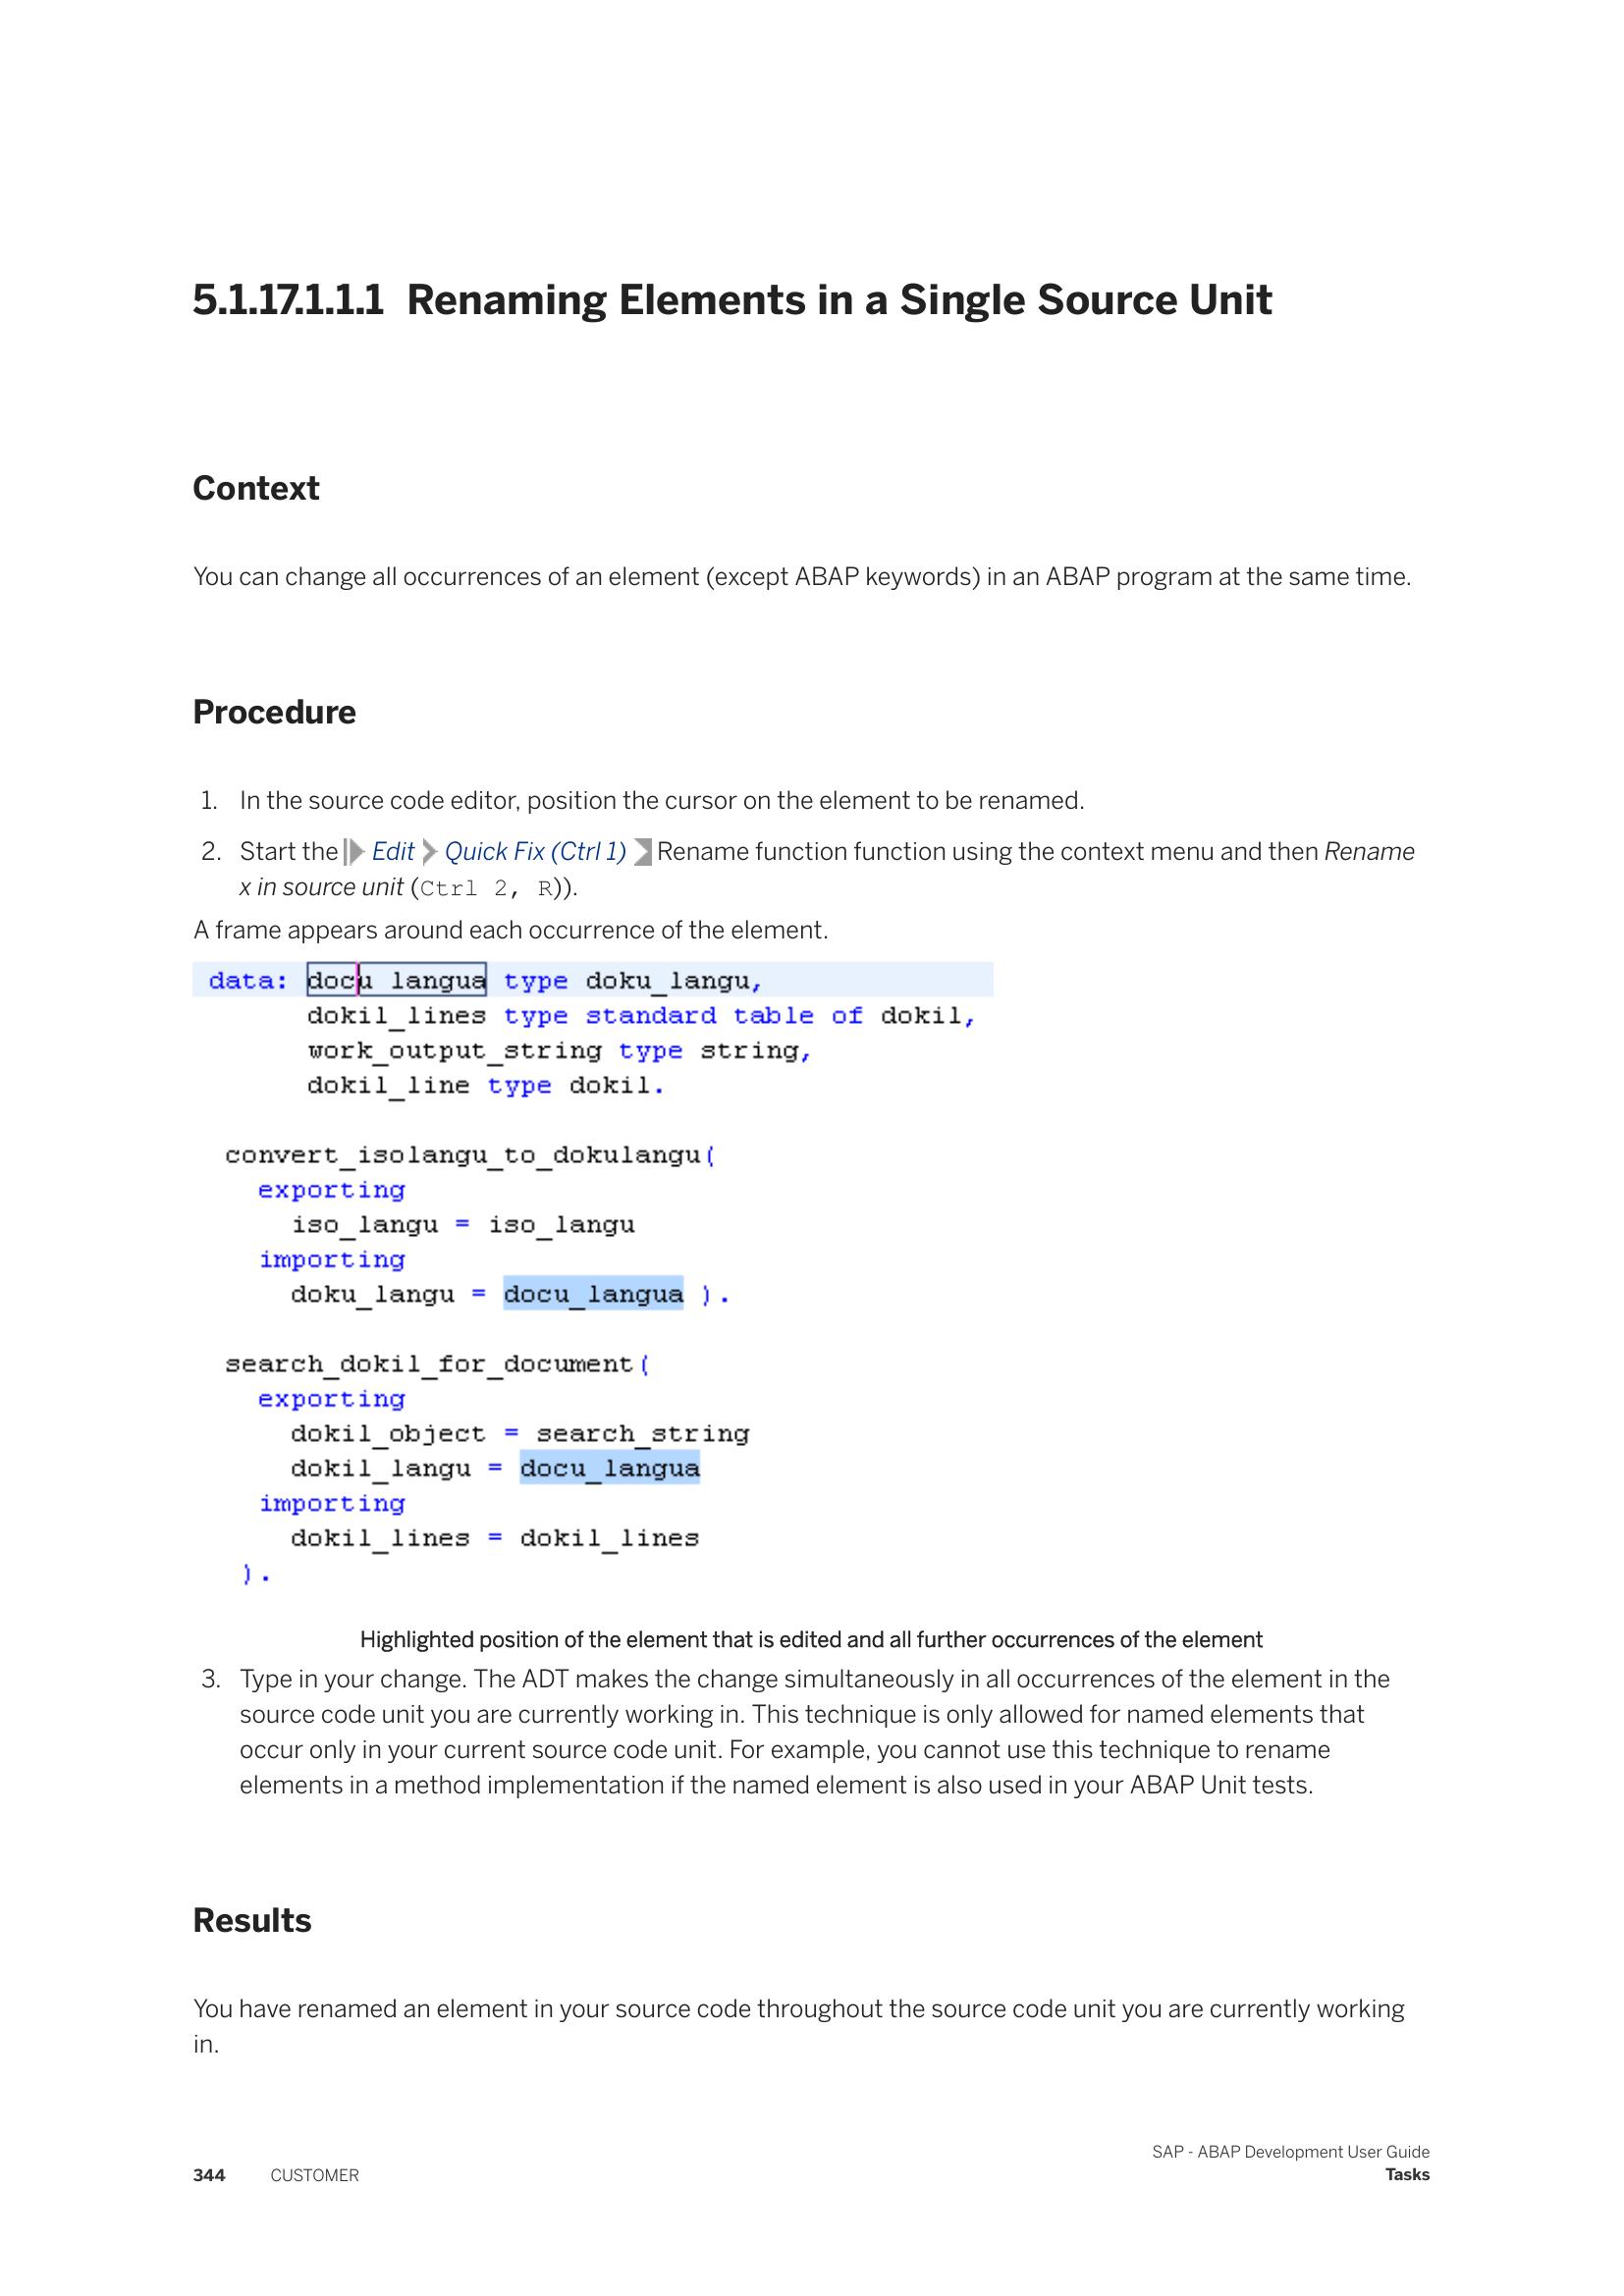 5.1.17.1.1.1 Renaming Elements in a Single Source Unit
Context
You can change all occurrences of an element (except ABAP keywords) in an ABAP program at the same time.
Procedure
1. In the source code editor, position the cursor on the element to be renamed.
2. Start the Edit Quick Fix (Ctrl 1) Rename function function using the context menu and then Rename
x in source unit (Ctrl 2, R)).
A frame appears around each occurrence of the element.
data: docu_langua type doku_langu,
dokil_lines type standard table of dokil,
work_output_string type string,
dokil_line type dokil.
convert_isolangu_to_dokulangu(
exporting
iso_langu = iso_langu
importing
doku_langu = docu_langua ).
search_dokil_for_document(
exporting
dokil_object = search_string
dokil_langu = docu_langua
importing
dokil_lines = dokil_lines
).
Highlighted position of the element that is edited and all further occurrences of the element
3. Type in your change. The ADT makes the change simultaneously in all occurrences of the element in the
source code unit you are currently working in. This technique is only allowed for named elements that
occur only in your current source code unit. For example, you cannot use this technique to rename
elements in a method implementation if the named element is also used in your ABAP Unit tests.
Results
You have renamed an element in your source code throughout the source code unit you are currently working
in.
SAP - ABAP Development User Guide
344 CUSTOMER Tasks